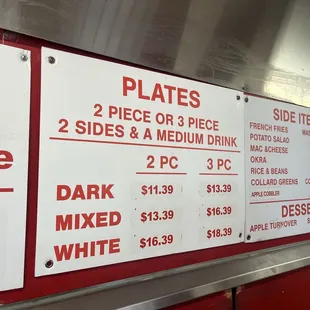 e
PLATES
2 PIECE OR 3 PIECE
2 SIDES & A MEDIUM DRINK
2 PC 3 PC
DARK $11.39 $13.39
MIXED $13.39 $16.39
WHITE $16.39 $18.39
SIDE ITE
FRENCH FRIES
POTATO SALAD
MAC &CHEESE
OKRA
RICE & BEANS
COLLARD GREENS
APPLE COBBLER
DESSE
APPLE TURNOVER